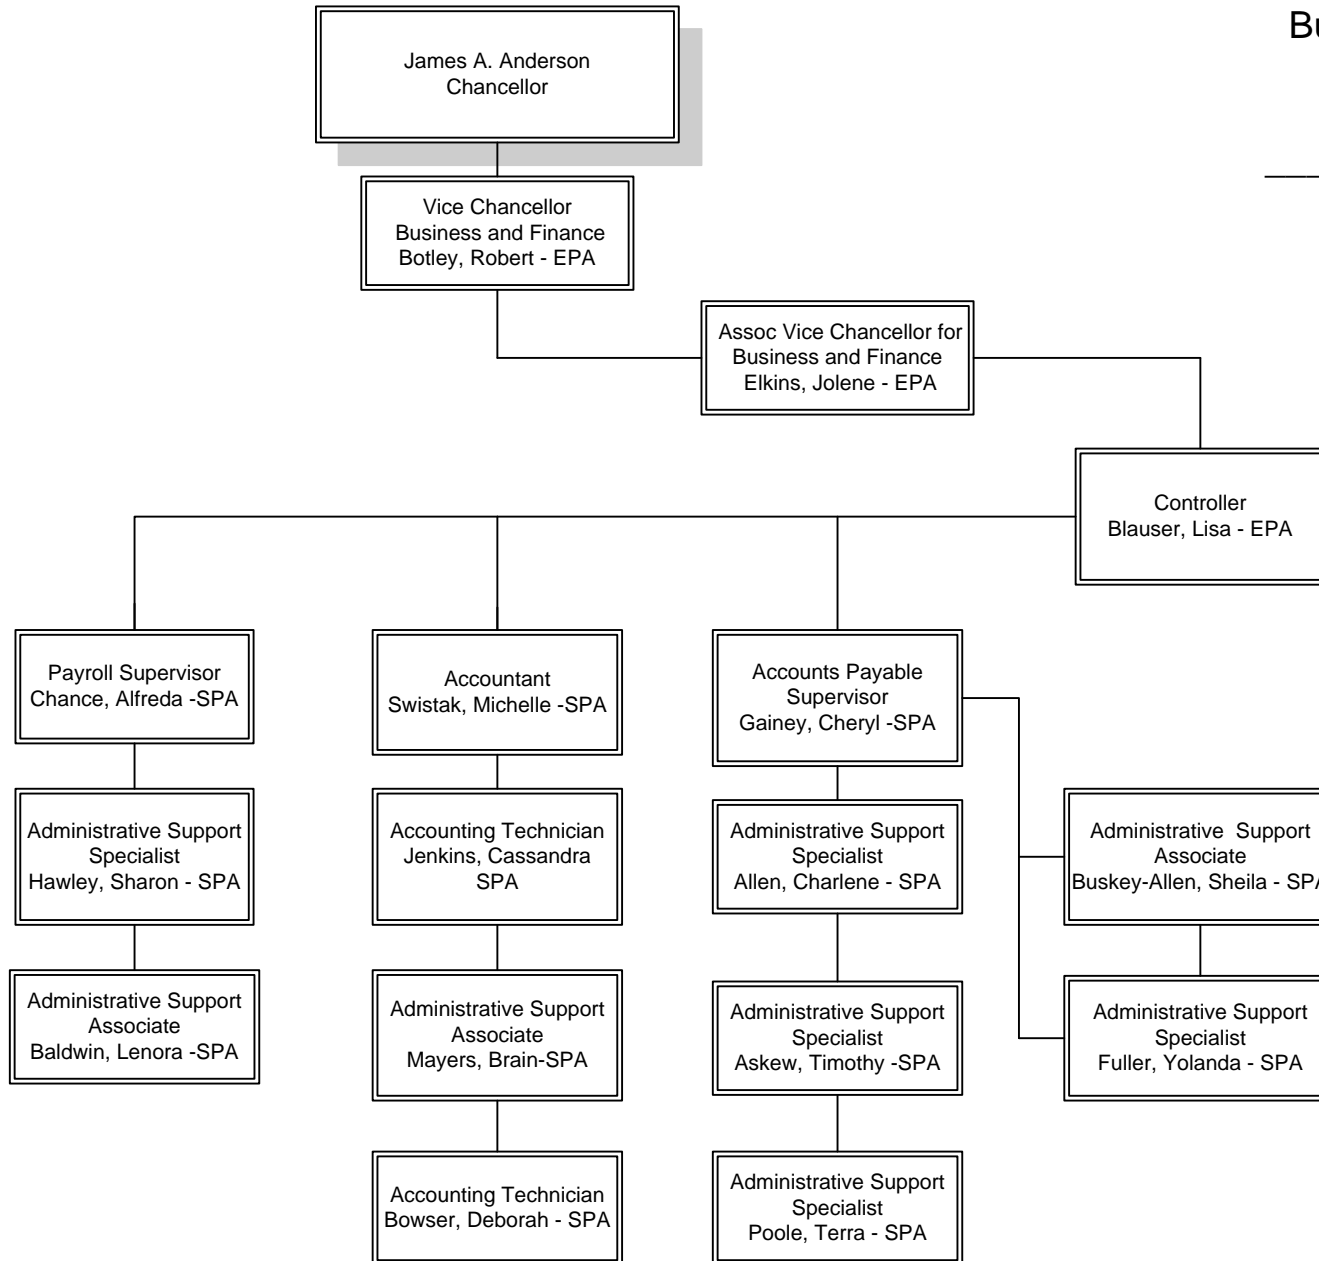 Bu
James A. Anderson
Chancellor
Vice Chancellor
Business and Finance
Botley, Robert - EPA
Assoc Vice Chancellor for
Business and Finance
Elkins, Jolene - EPA
Controller
Blauser, Lisa - EPA
Payroll Supervisor
Chance, Alfreda -SPA
Accountant
Swistak, Michelle -SPA
Accounts Payable
Supervisor
Gainey, Cheryl -SPA
Administrative Support
Specialist
Hawley, Sharon - SPA
Accounting Technician
Jenkins, Cassandra
SPA
Administrative Support
Specialist
Allen, Charlene - SPA
Administrative  Support
Associate
Buskey-Allen, Sheila - SPA
Administrative Support
Associate
Baldwin, Lenora -SPA
Administrative Support
Associate
Mayers, Brain-SPA
Administrative Support
Specialist
Askew, Timothy -SPA
Administrative Support
Specialist
Fuller, Yolanda - SPA
Accounting Technician
Bowser, Deborah - SPA
Administrative Support
Specialist
Poole, Terra - SPA